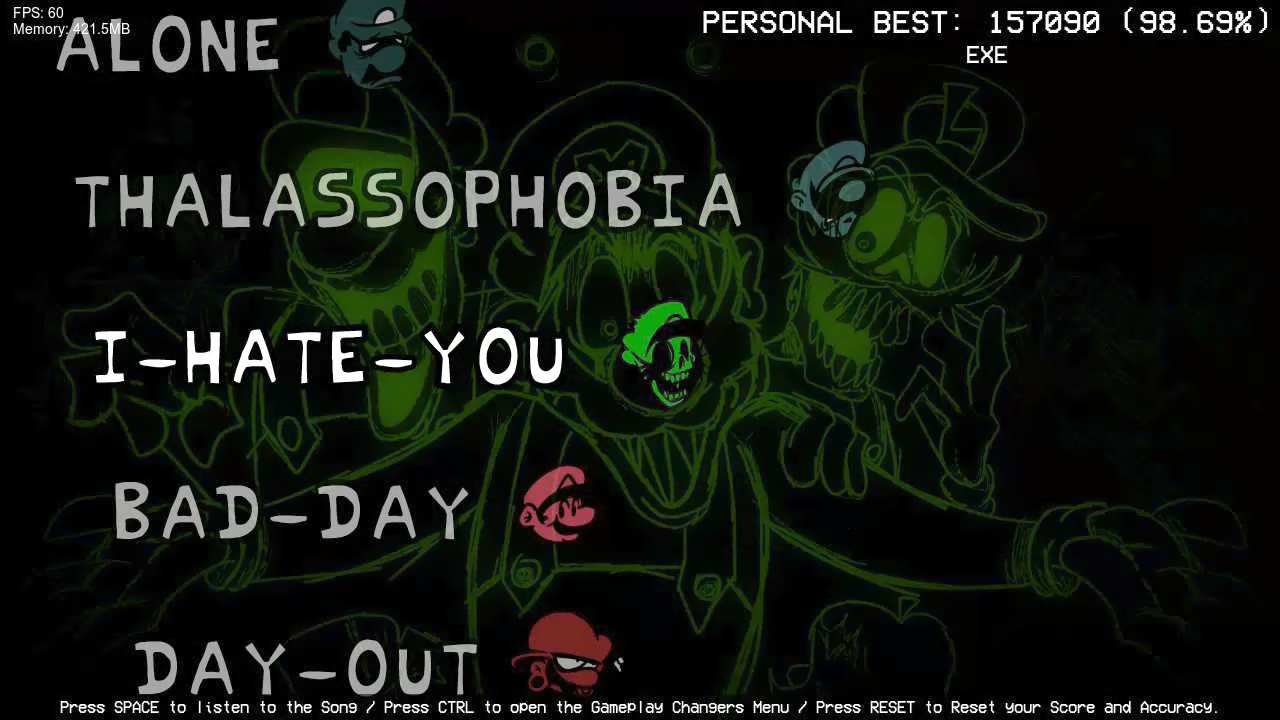 FPS: 60
Memory: 421.5MB
PERSONAL BEST: 157090 (98.69%)
EXE
ALONE
THALASSOPHOBIA
I-HATE-YOU
BAD-DAY
DAY-OUT
Press SPACE to listen to the Song / Press CTRL to open the Gameplay Changers Menu / Press RESET to Reset your Score and Accuracy.